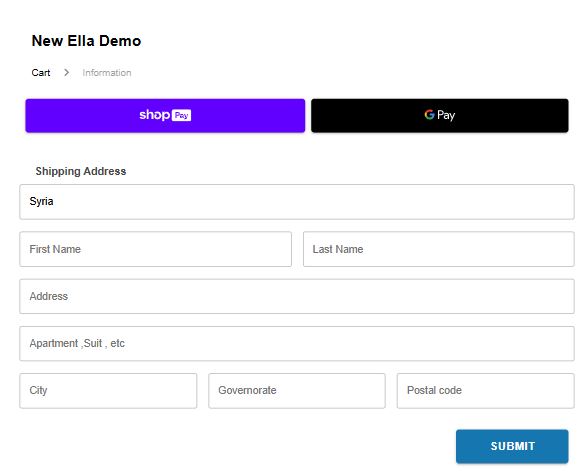 New Ella Demo
Cart > Information
shop Pay G Pay
Shipping Address
Syria
First Name Last Name
Address
Apartment ,Suit , etc
City Governorate Postal code
SUBMIT